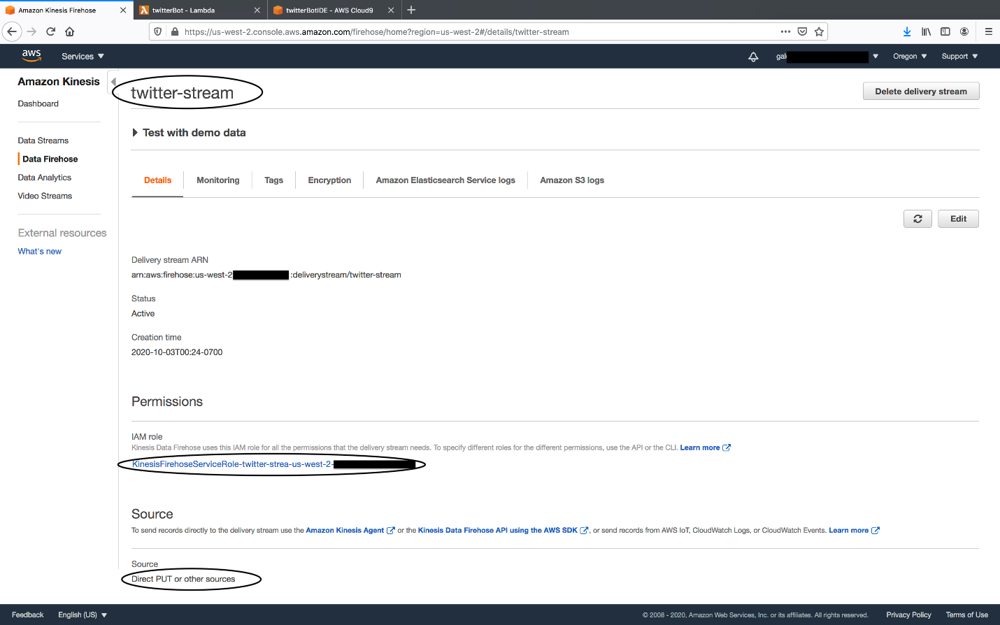 Amazon Kinesis Firehose
twitterBot - Lambda
twitterBotIDE - AWS Cloud9
https://us-west-2.console.aws.amazon.com/firehose/home?region=us-west-2#/details/twitter-stream
aws
Services
gal
Oregon
Support
Amazon Kinesis
Dashboard
Data Streams
Data Firehose
Data Analytics
Video Streams
External resources
What's new
twitter-stream
Delete delivery stream
Test with demo data
Details
Monitoring
Tags
Encryption
Amazon Elasticsearch Service logs
Amazon S3 logs
Edit
Delivery stream ARN
arn:aws:firehose:us-west-2 :deliverystream/twitter-stream
Status
Active
Creation time
2020-10-03T00:24-0700
Permissions
IAM role
Kinesis Data Firehose uses this IAM role for all the permissions that the delivery stream needs. To specify different roles for the different permissions, use the API or the CLI. Learn more
KinesisFirehoseServiceRole-twitter-strea-us-west-2-
Source
To send records directly to the delivery stream use the Amazon Kinesis Agent or the Kinesis Data Firehose API using the AWS SDK , or send records from AWS IoT, CloudWatch Logs, or CloudWatch Events. Learn more
Source
Direct PUT or other sources
Feedback
English (US)
© 2008 - 2020, Amazon Web Services, Inc. or its affiliates. All rights reserved.
Privacy Policy
Terms of Use